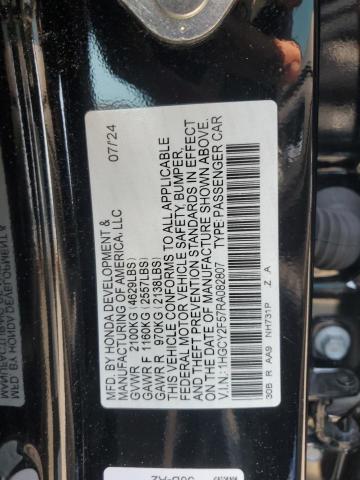 MFD. BY HONDA DEVELOPMENT &
MANUFACTURING OF AMERICA, LLC
07/24
GVWR 2100KG (4629LBS)
GAWR F 1160KG (2557LBS)
GAWR R 970KG (2138LBS)
THIS VEHICLE CONFORMS TO ALL APPLICABLE
FEDERAL MOTOR VEHICLE SAFETY, BUMPER,
AND THEFT PREVENTION STANDARDS IN EFFECT
ON THE DATE OF MANUFACTURE SHOWN ABOVE.
V.I.N.: 1HGCY2F57RA082807 TYPE:PASSENGER CAR
30B R AA9 NH731P Z A